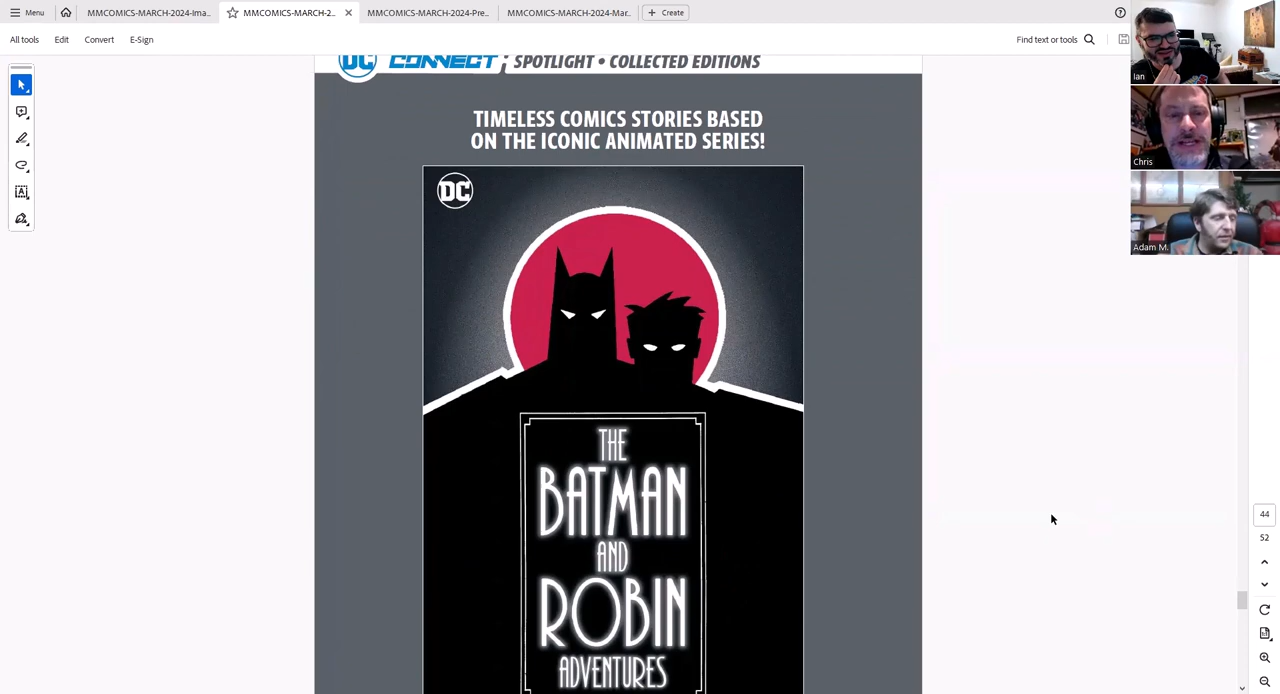 Menu
MMCOMICS-MARCH-2024-Ima...
MMCOMICS-MARCH-2...
MMCOMICS-MARCH-2024-Pre...
MMCOMICS-MARCH-2024-Mar...
+ Create
All tools
Edit
Convert
E-Sign
Find text or tools
Ian
Chris
Adam M.
DC CONNECT; SPOTLIGHT • COLLECTED EDITIONS
TIMELESS COMICS STORIES BASED
ON THE ICONIC ANIMATED SERIES!
DC
THE
BATMAN
AND
ROBIN
ADVENTURES
44
52